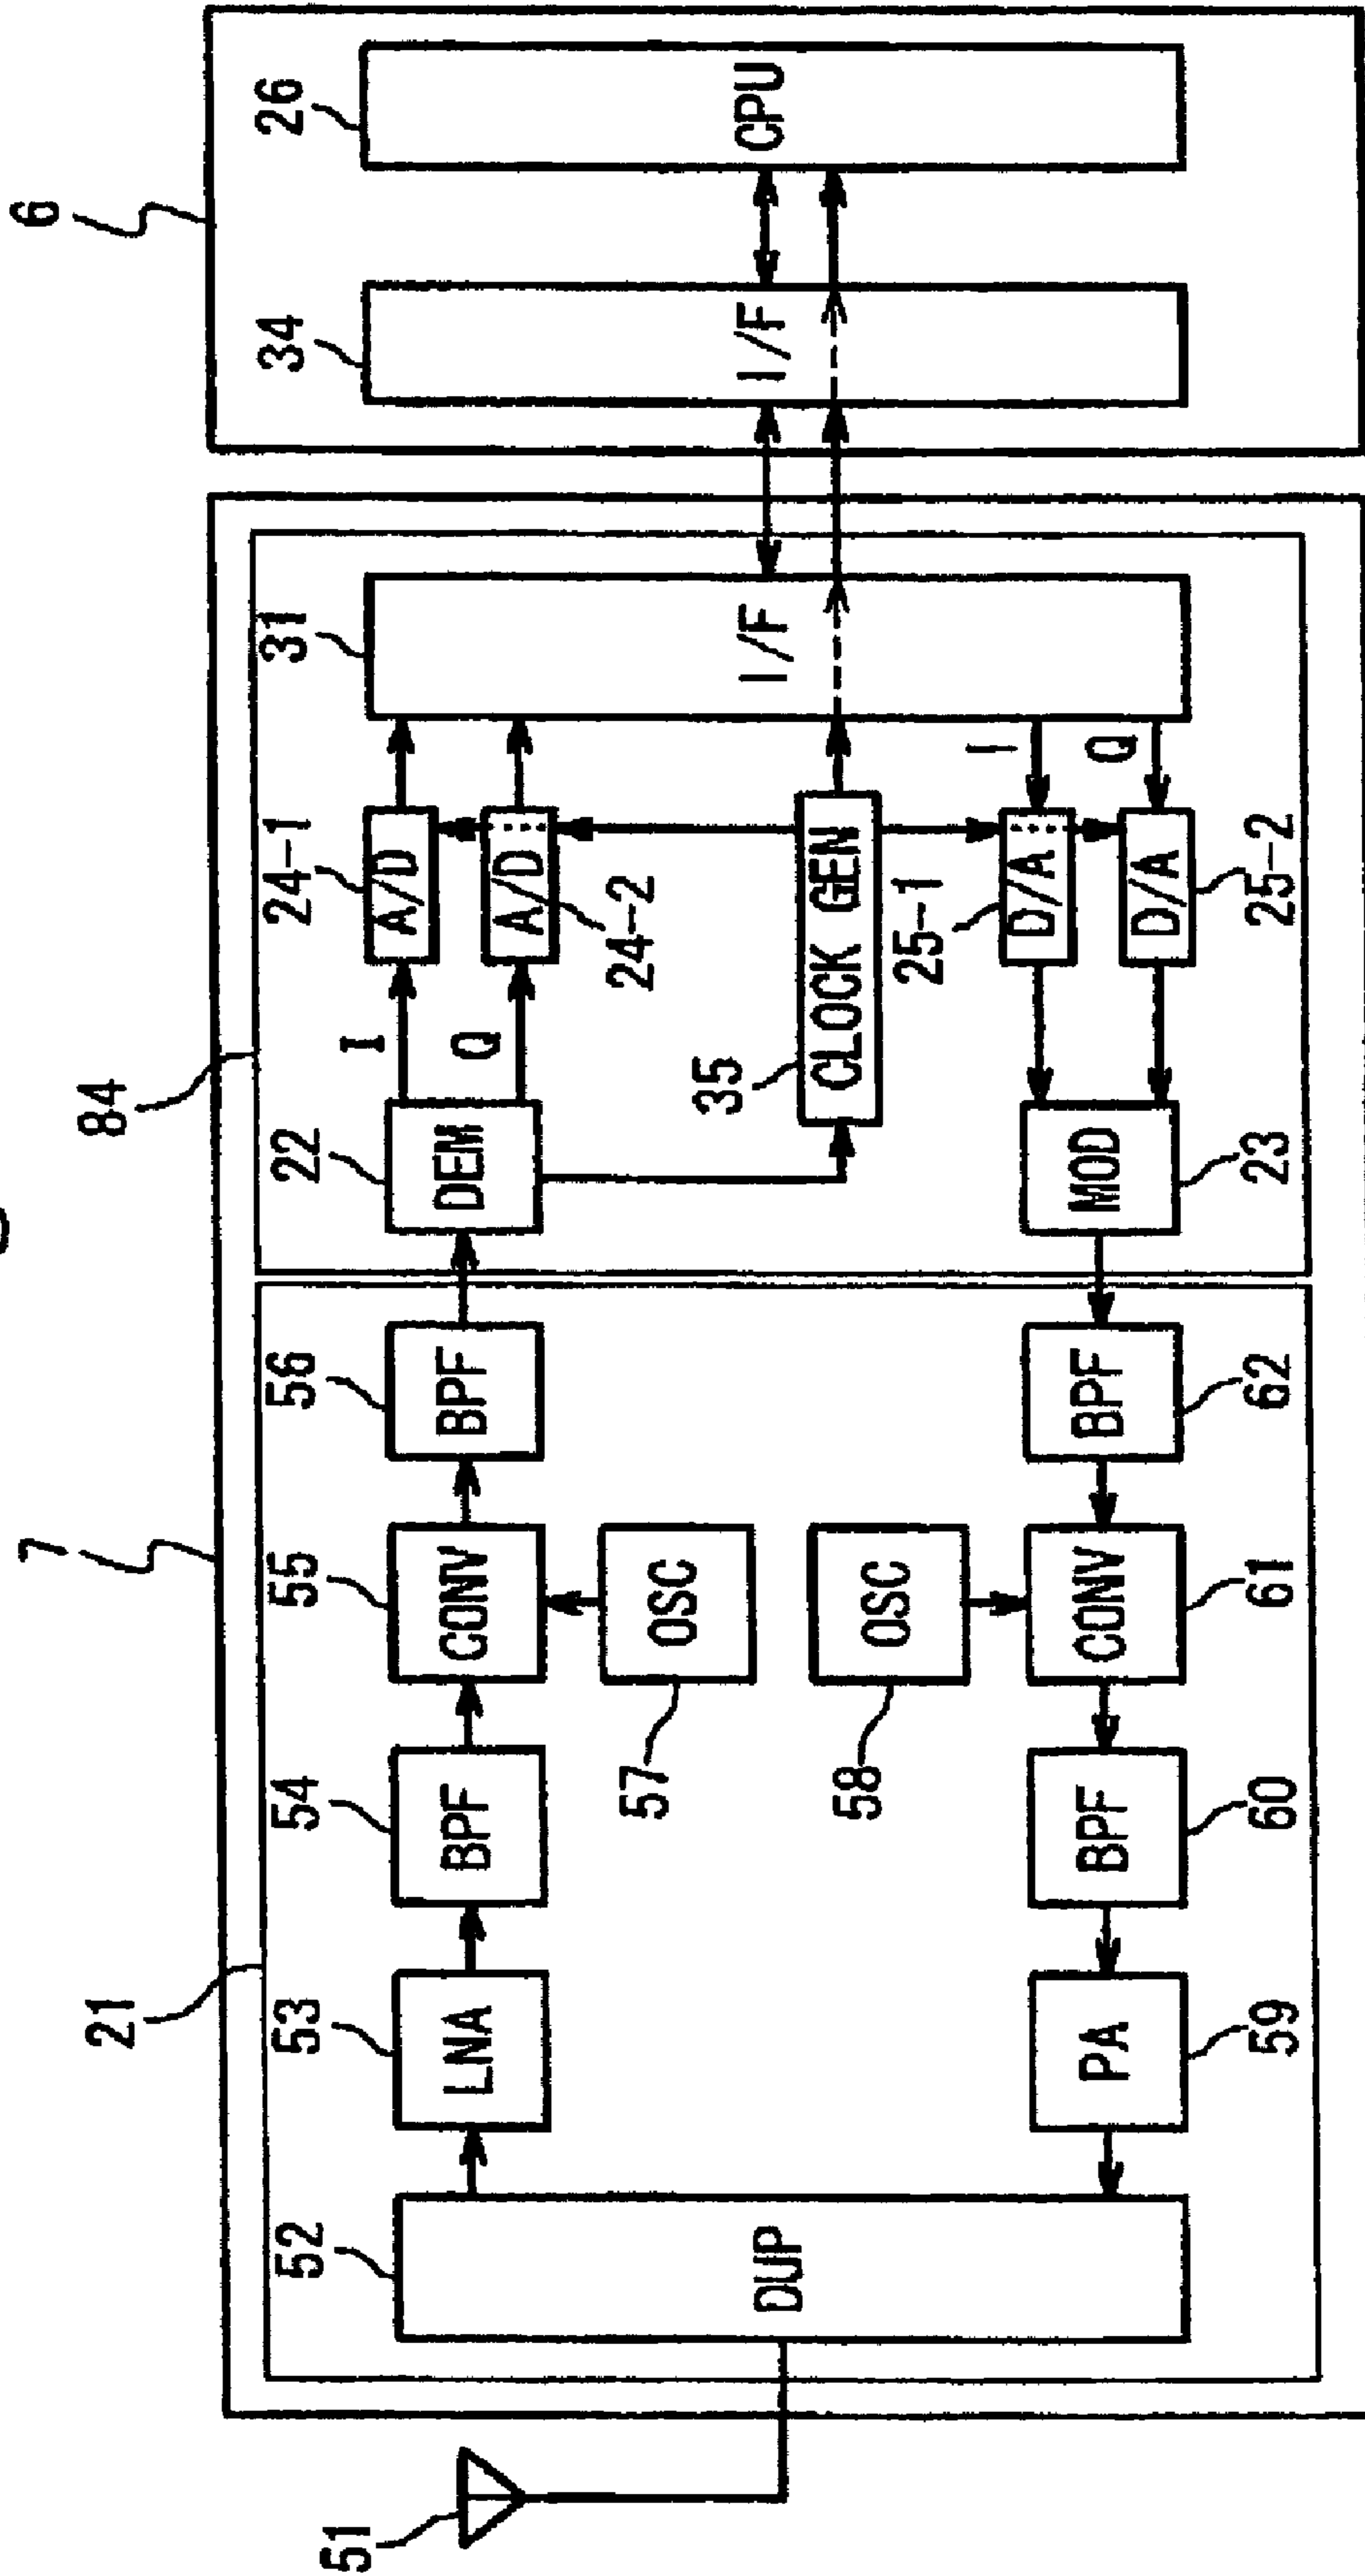 6
26
CPU
34
I/F
7
84
31
I/F
24-1
A/D
A/D
24-2
I
Q
22
DEM
35
CLOCK GEN
I
Q
25-1
D/A
D/A
25-2
MOD
23
21
56
BPF
55
CONV
54
BPF
53
LNA
52
DUP
OSC
57
OSC
58
BPF
62
CONV
61
BPF
60
PA
59
51